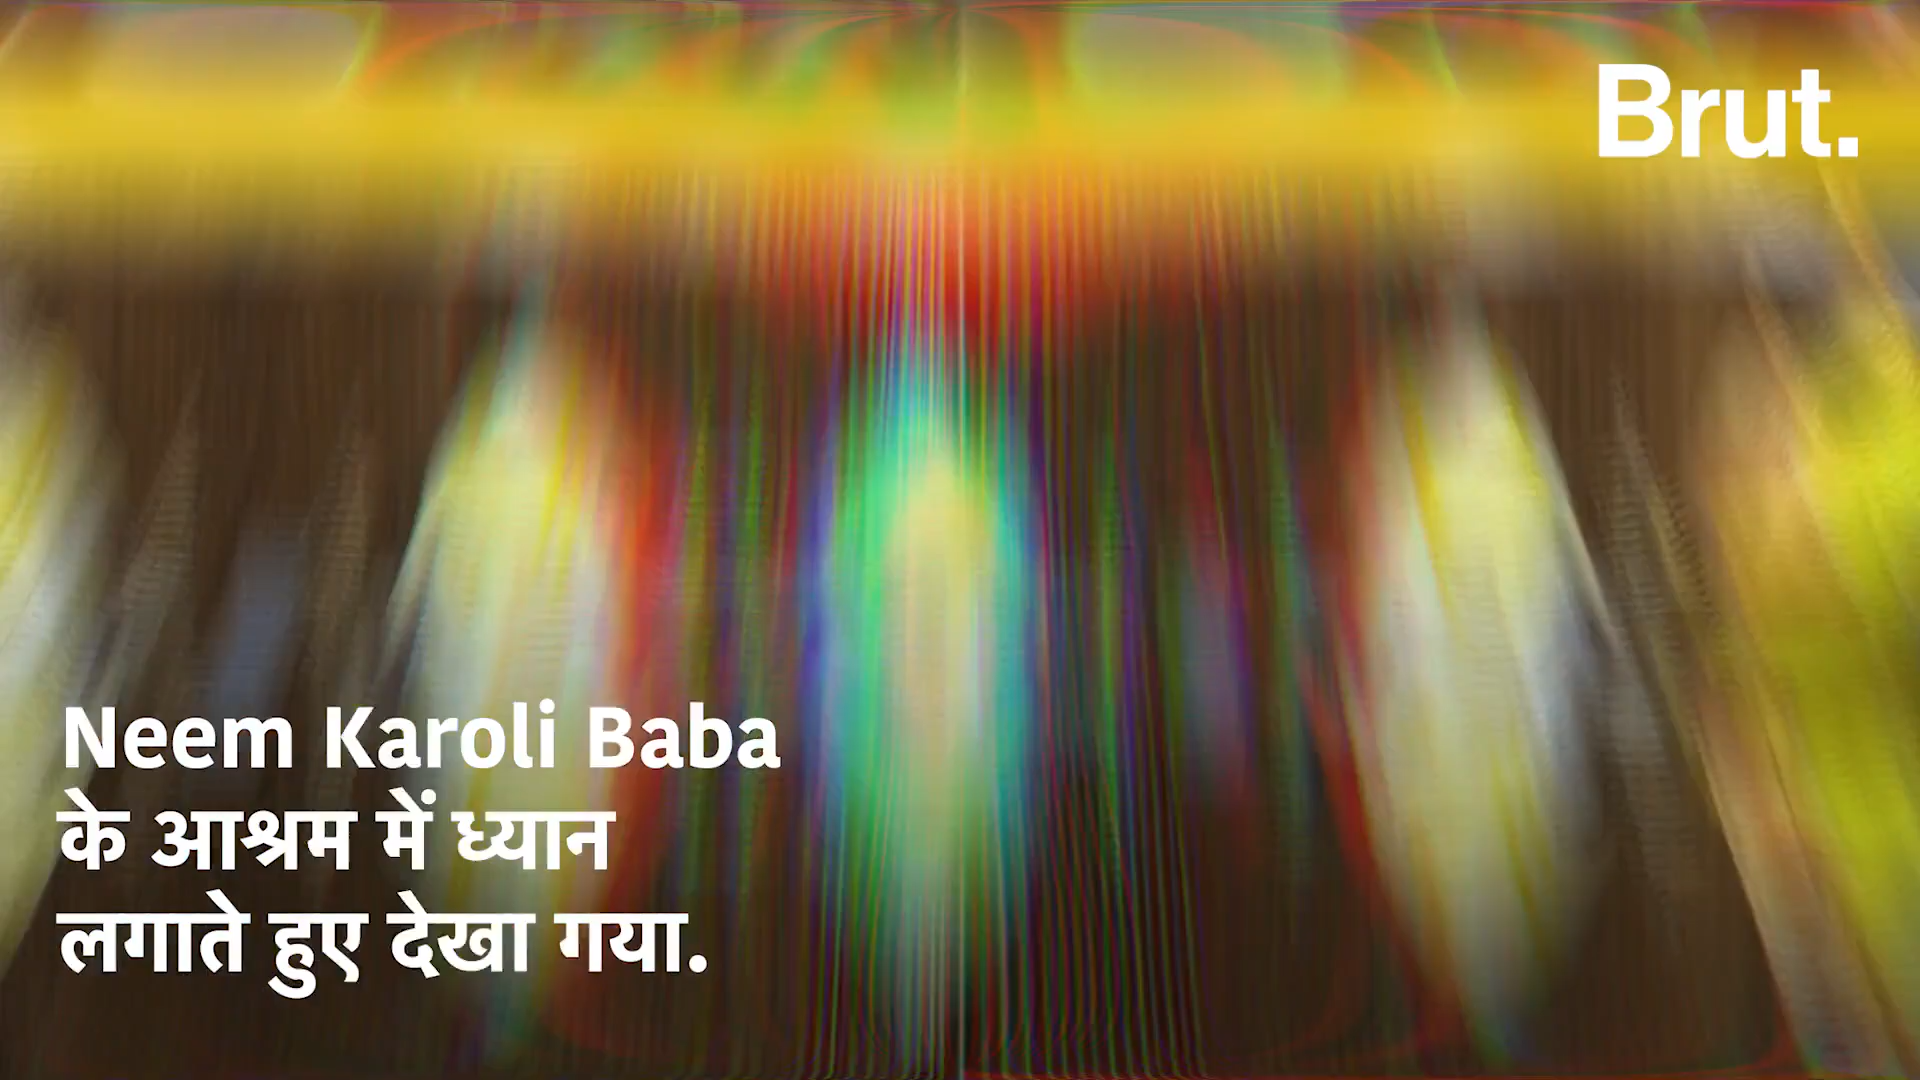 Brut.
Neem Karoli Baba
के आश्रम में ध्यान
लगाते हुए देखा गया.